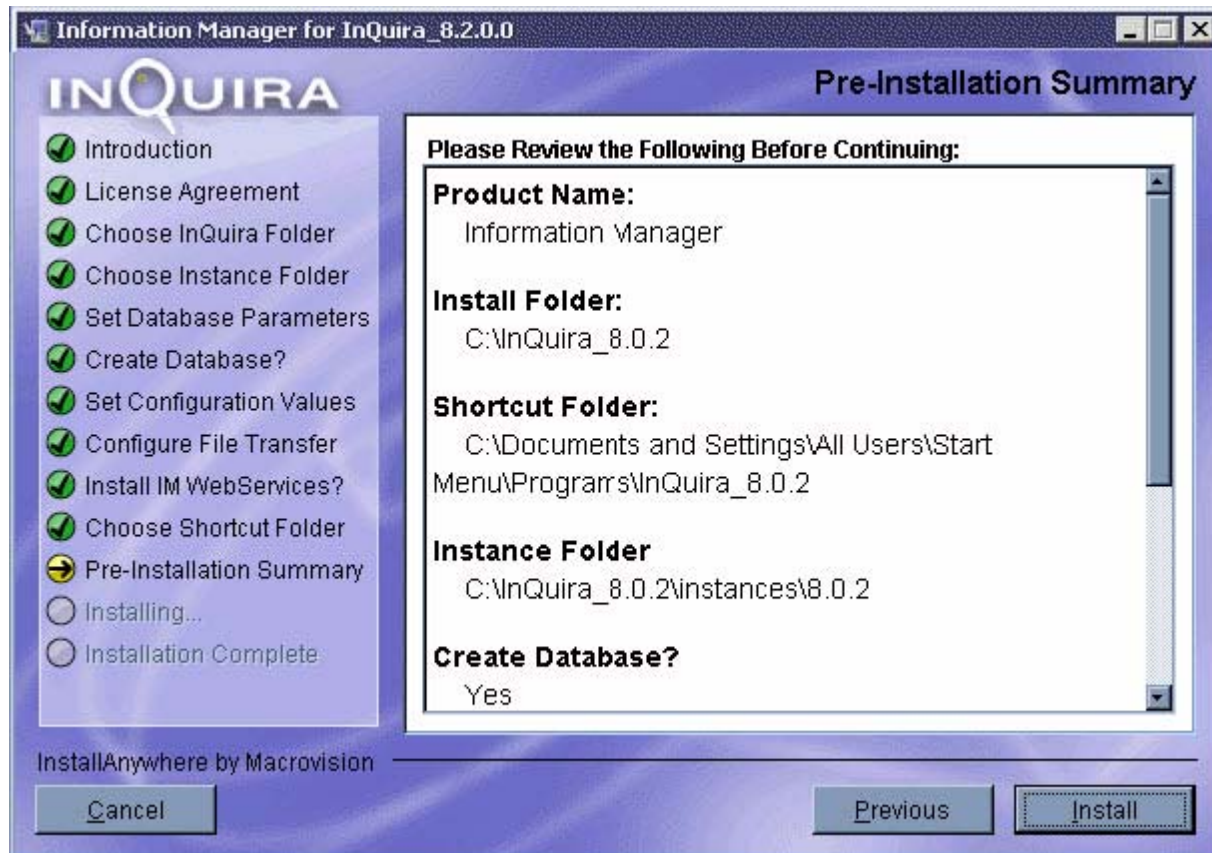 Information Manager for InQuira_8.2.0.0
INQUIRA
Pre-Installation Summary
Introduction
License Agreement
Choose InQuira Folder
Choose Instance Folder
Set Database Parameters
Create Database?
Set Configuration Values
Configure File Transfer
Install IM WebServices?
Choose Shortcut Folder
Pre-Installation Summary
Installing...
Installation Complete
Please Review the Following Before Continuing:
Product Name:
Information Manager
Install Folder:
C:\InQuira_8.0.2
Shortcut Folder:
C:\Documents and Settings\All Users\Start
Menu\Programs\InQuira_8.0.2
Instance Folder
C:\InQuira_8.0.2\instances\8.0.2
Create Database?
Yes
InstallAnywhere by Macrovision
Cancel
Previous
Install